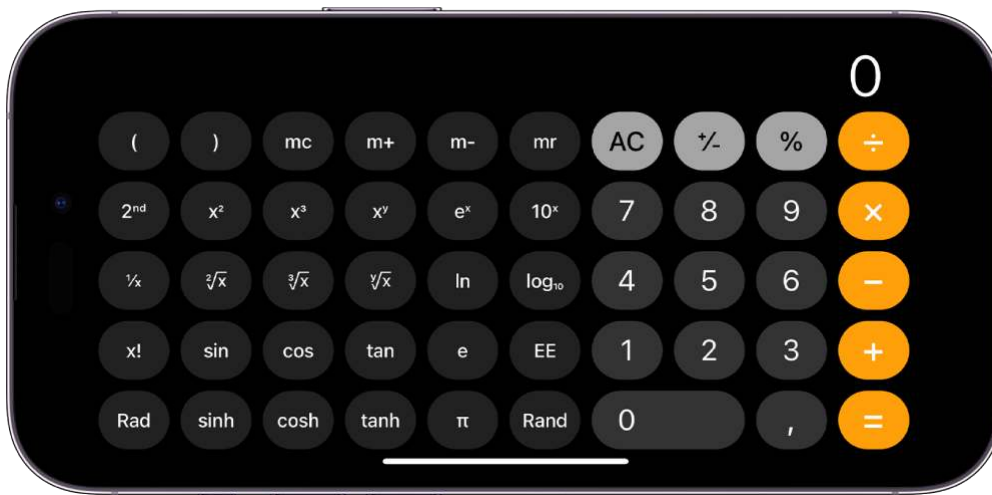 0
( ) mc m+ m- mr AC ⁺∕₋ % ÷
2ⁿᵈ x² x³ xʸ eˣ 10ˣ 7 8 9 ×
¹∕ₓ ²√x ³√x ʸ√x ln log₁₀ 4 5 6 −
x! sin cos tan e EE 1 2 3 +
Rad sinh cosh tanh π Rand 0 , =